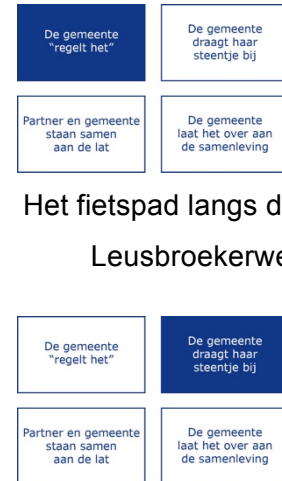 De gemeente
“regelt het”
De gemeente
draagt haar
steentje bij
Partner en gemeente
staan samen
aan de lat
De gemeente
laat het over aan
de samenleving
Het fietspad langs d
Leusbroekerwe
De gemeente
“regelt het”
De gemeente
draagt haar
steentje bij
Partner en gemeente
staan samen
aan de lat
De gemeente
laat het over aan
de samenleving